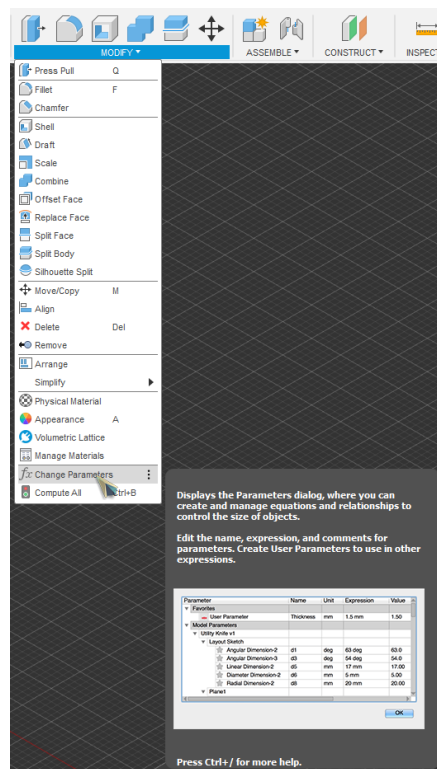 MODIFY ▾
ASSEMBLE ▾
CONSTRUCT ▾
INSPEC
Press Pull Q
Fillet F
Chamfer
Shell
Draft
Scale
Combine
Offset Face
Replace Face
Split Face
Split Body
Silhouette Split
Move/Copy M
Align
Delete Del
Remove
Arrange
Simplify
Physical Material
Appearance A
Volumetric Lattice
Manage Materials
fx Change Parameters
Compute All Ctrl+B
Displays the Parameters dialog, where you can
create and manage equations and relationships to
control the size of objects.
Edit the name, expression, and comments for
parameters. Create User Parameters to use in other
expressions.
Parameter Name Unit Expression Value
Favorites
User Parameter Thickness mm 1.5 mm 1.50
Model Parameters
Utility Knife v1
Layout Sketch
Angular Dimension-2 d1 deg 63 deg 63.0
Angular Dimension-3 d3 deg 54 deg 54.0
Linear Dimension-2 d5 mm 17 mm 17.00
Diameter Dimension-2 d6 mm 5 mm 5.00
Radial Dimension-2 d8 mm 20 mm 20.00
Plane1
OK
Press Ctrl+/ for more help.